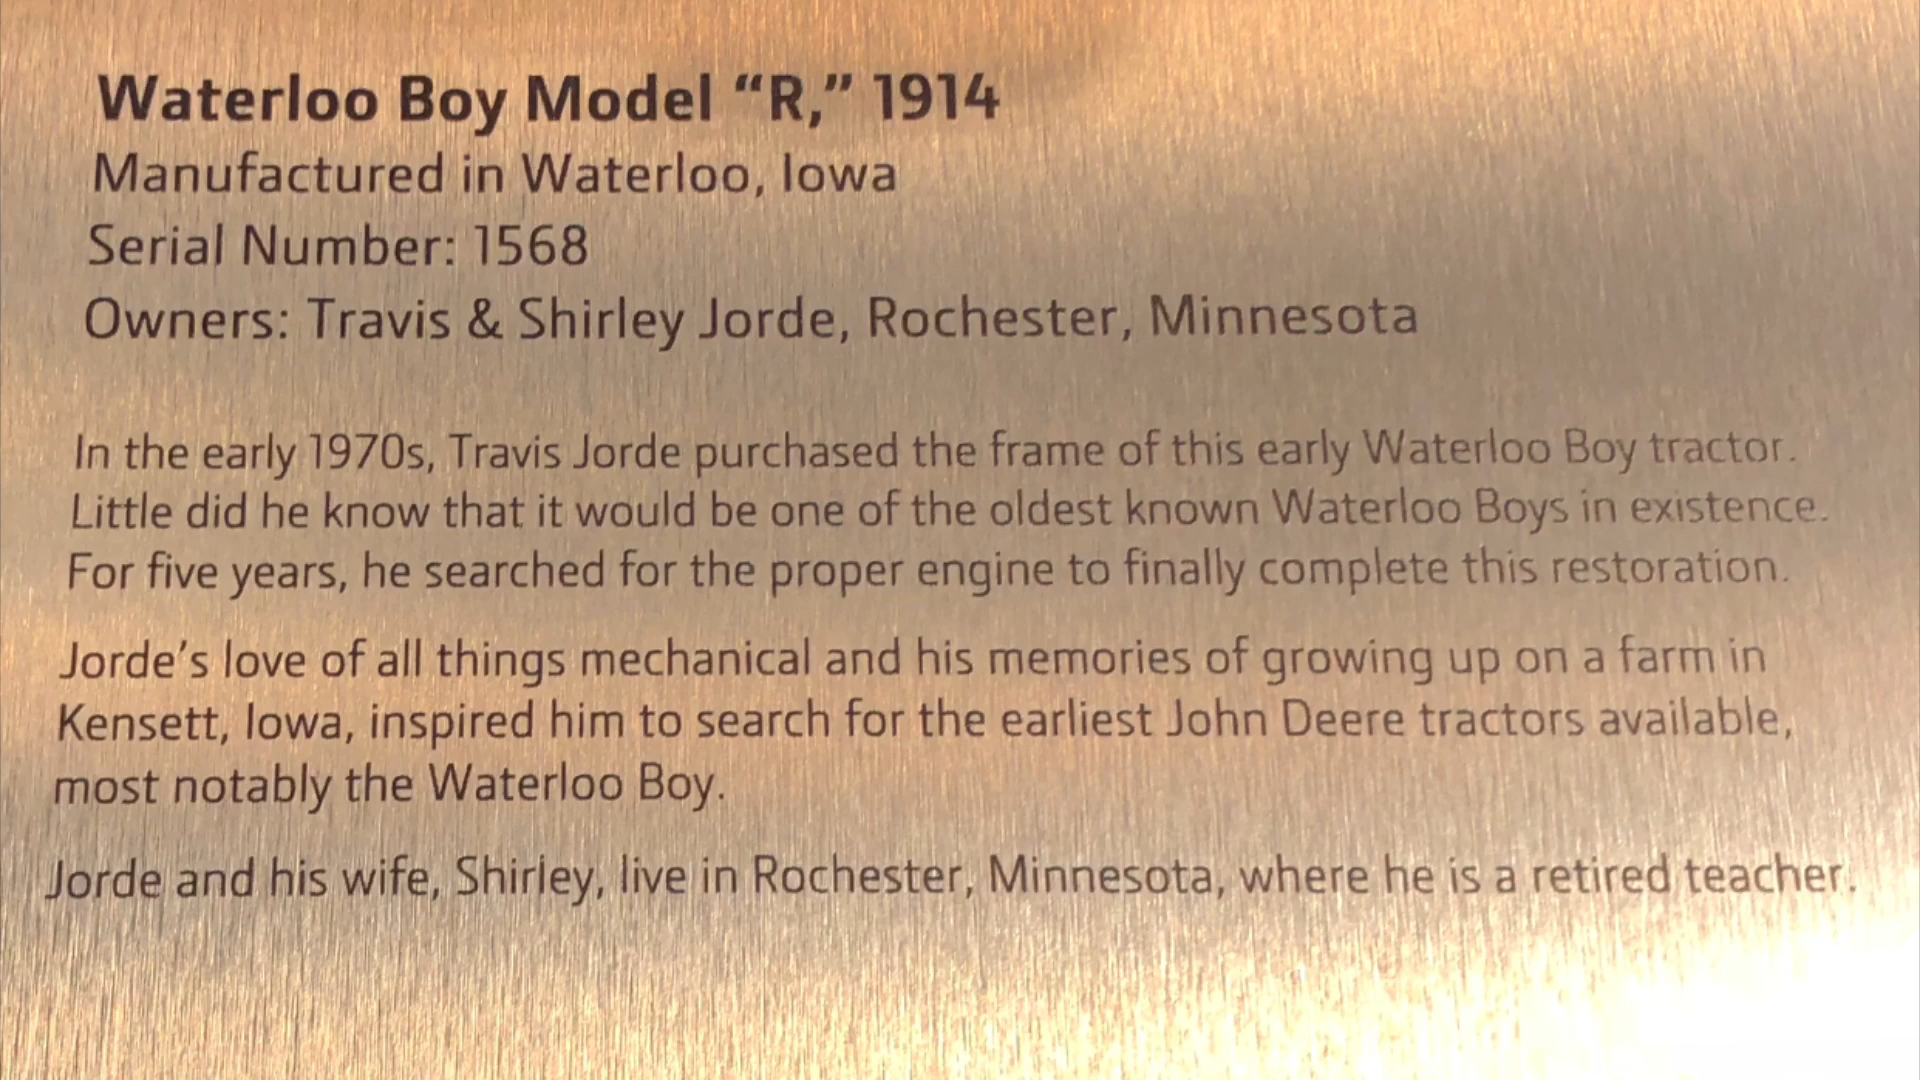 Waterloo Boy Model “R,” 1914
Manufactured in Waterloo, Iowa
Serial Number: 1568
Owners: Travis & Shirley Jorde, Rochester, Minnesota
In the early 1970s, Travis Jorde purchased the frame of this early Waterloo Boy tractor.
Little did he know that it would be one of the oldest known Waterloo Boys in existence.
For five years, he searched for the proper engine to finally complete this restoration.
Jorde’s love of all things mechanical and his memories of growing up on a farm in
Kensett, Iowa, inspired him to search for the earliest John Deere tractors available,
most notably the Waterloo Boy.
Jorde and his wife, Shirley, live in Rochester, Minnesota, where he is a retired teacher.